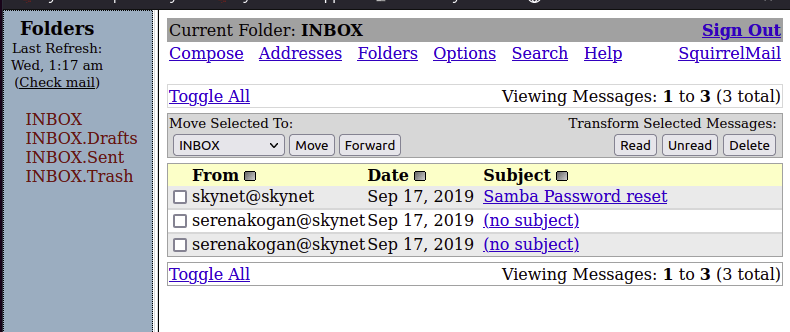 Folders
Last Refresh:
Wed, 1:17 am
(Check mail)
INBOX
INBOX.Drafts
INBOX.Sent
INBOX.Trash
Current Folder: INBOX Sign Out
Compose Addresses Folders Options Search Help SquirrelMail
Toggle All Viewing Messages: 1 to 3 (3 total)
Move Selected To: Transform Selected Messages:
INBOX Move Forward Read Unread Delete
From Date Subject
skynet@skynet Sep 17, 2019 Samba Password reset
serenakogan@skynet Sep 17, 2019 (no subject)
serenakogan@skynet Sep 17, 2019 (no subject)
Toggle All Viewing Messages: 1 to 3 (3 total)